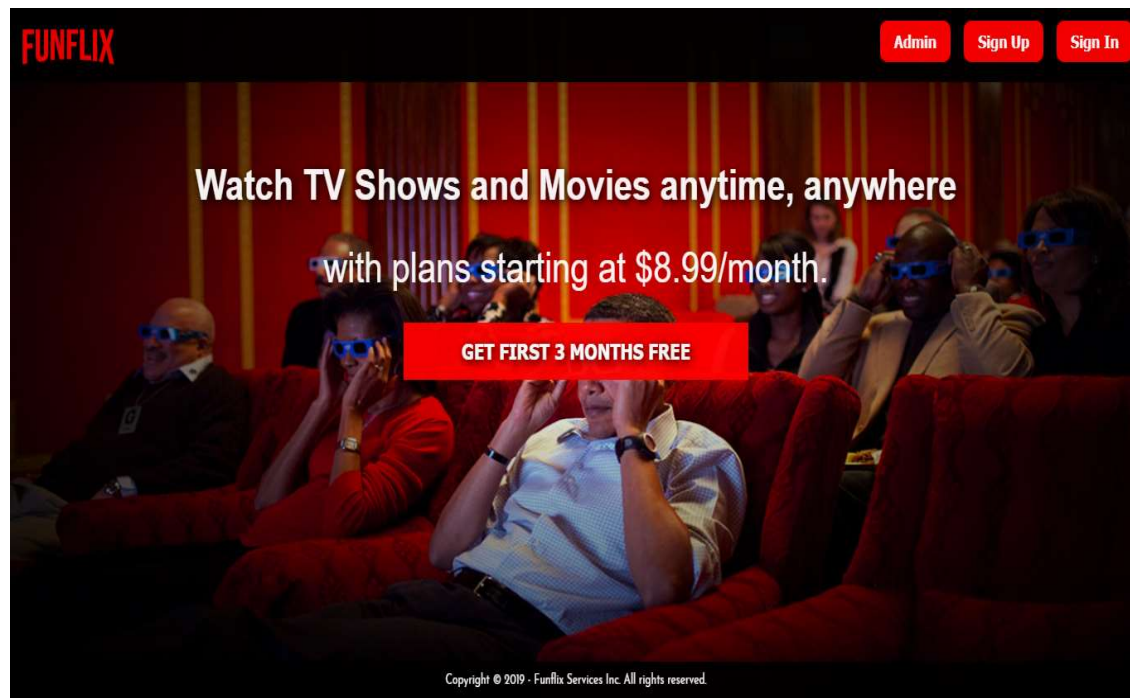 FUNFLIX
Admin Sign Up Sign In
Watch TV Shows and Movies anytime, anywhere
with plans starting at $8.99/month.
GET FIRST 3 MONTHS FREE
G
Copyright © 2019 - Funflix Services Inc. All rights reserved.